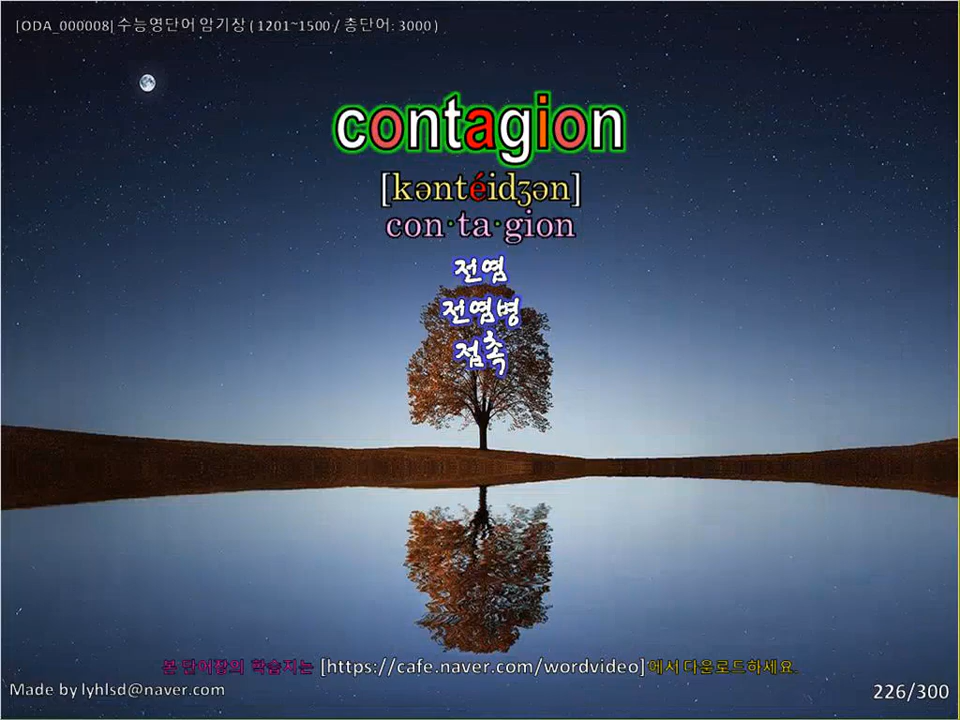 [ODA_000008] 수능영단어 암기장 ( 1201~1500 / 총단어: 3000 )
contagion
[kəntéidʒən]
con·ta·gion
전염
전염병
접촉
본 단어장의 학습지는 [https://cafe.naver.com/wordvideo]에서 다운로드하세요.
Made by lyhlsd@naver.com
226/300